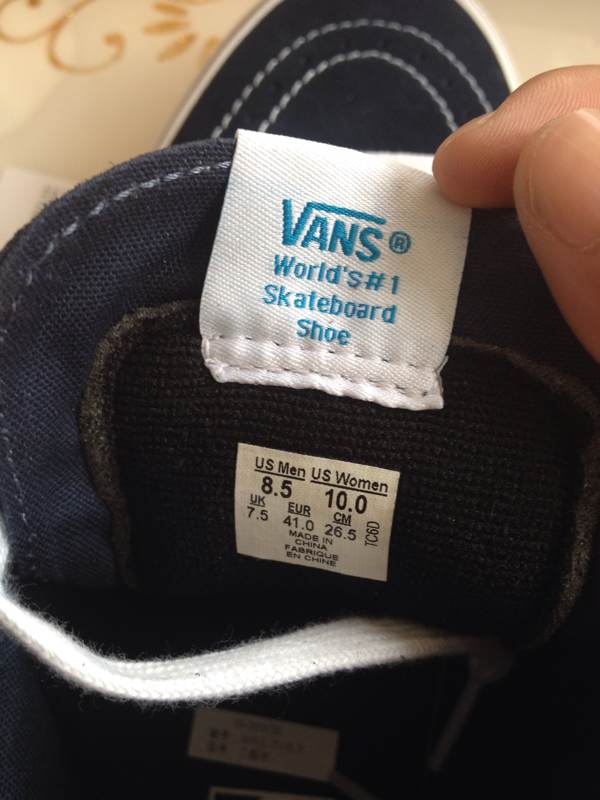 VANS®
World's #1
Skateboard
Shoe
US Men US Women
8.5 10.0
UK EUR CM
7.5 41.0 26.5 TC6D
MADE IN
CHINA
FABRIQUE
EN CHINE